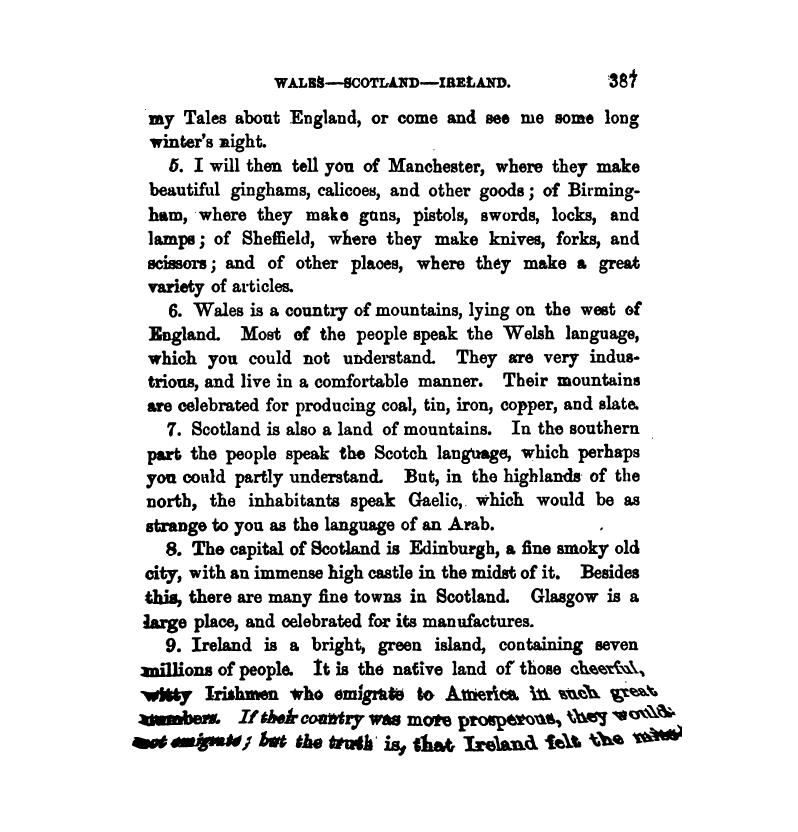 WALES—SCOTLAND—IRELAND. 387
my Tales about England, or come and see me some long
winter's night.
5. I will then tell you of Manchester, where they make
beautiful ginghams, calicoes, and other goods; of Birming-
ham, where they make guns, pistols, swords, locks, and
lamps; of Sheffield, where they make knives, forks, and
scissors; and of other places, where they make a great
variety of articles.
6. Wales is a country of mountains, lying on the west of
England. Most of the people speak the Welsh language,
which you could not understand. They are very indus-
trious, and live in a comfortable manner. Their mountains
are celebrated for producing coal, tin, iron, copper, and slate.
7. Scotland is also a land of mountains. In the southern
part the people speak the Scotch language, which perhaps
you could partly understand. But, in the highlands of the
north, the inhabitants speak Gaelic, which would be as
strange to you as the language of an Arab.
8. The capital of Scotland is Edinburgh, a fine smoky old
city, with an immense high castle in the midst of it. Besides
this, there are many fine towns in Scotland. Glasgow is a
large place, and celebrated for its manufactures.
9. Ireland is a bright, green island, containing seven
millions of people. It is the native land of those cheerful,
witty Irishmen who emigrate to America in such great
numbers. If their country was more prosperous, they would
not emigrate; but the truth is, that Ireland felt the